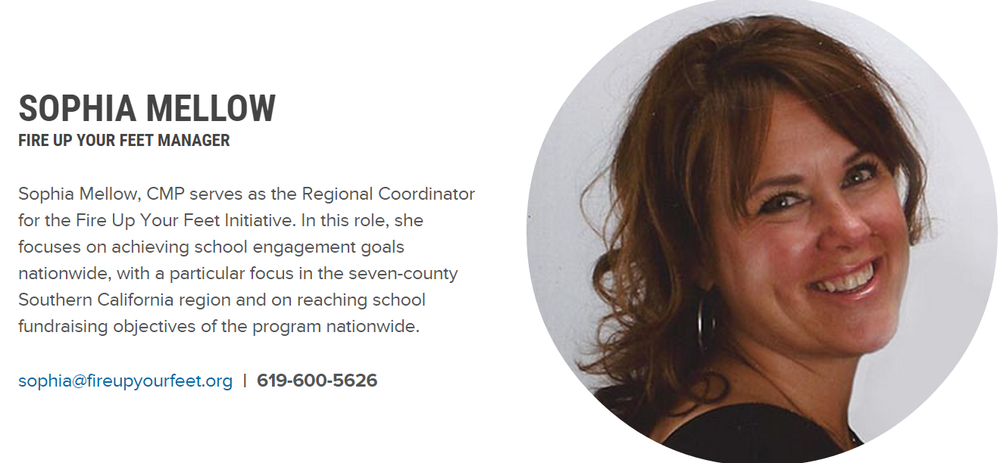 SOPHIA MELLOW
FIRE UP YOUR FEET MANAGER
Sophia Mellow, CMP serves as the Regional Coordinator
for the Fire Up Your Feet Initiative. In this role, she
focuses on achieving school engagement goals
nationwide, with a particular focus in the seven-county
Southern California region and on reaching school
fundraising objectives of the program nationwide.
sophia@fireupyourfeet.org | 619-600-5626